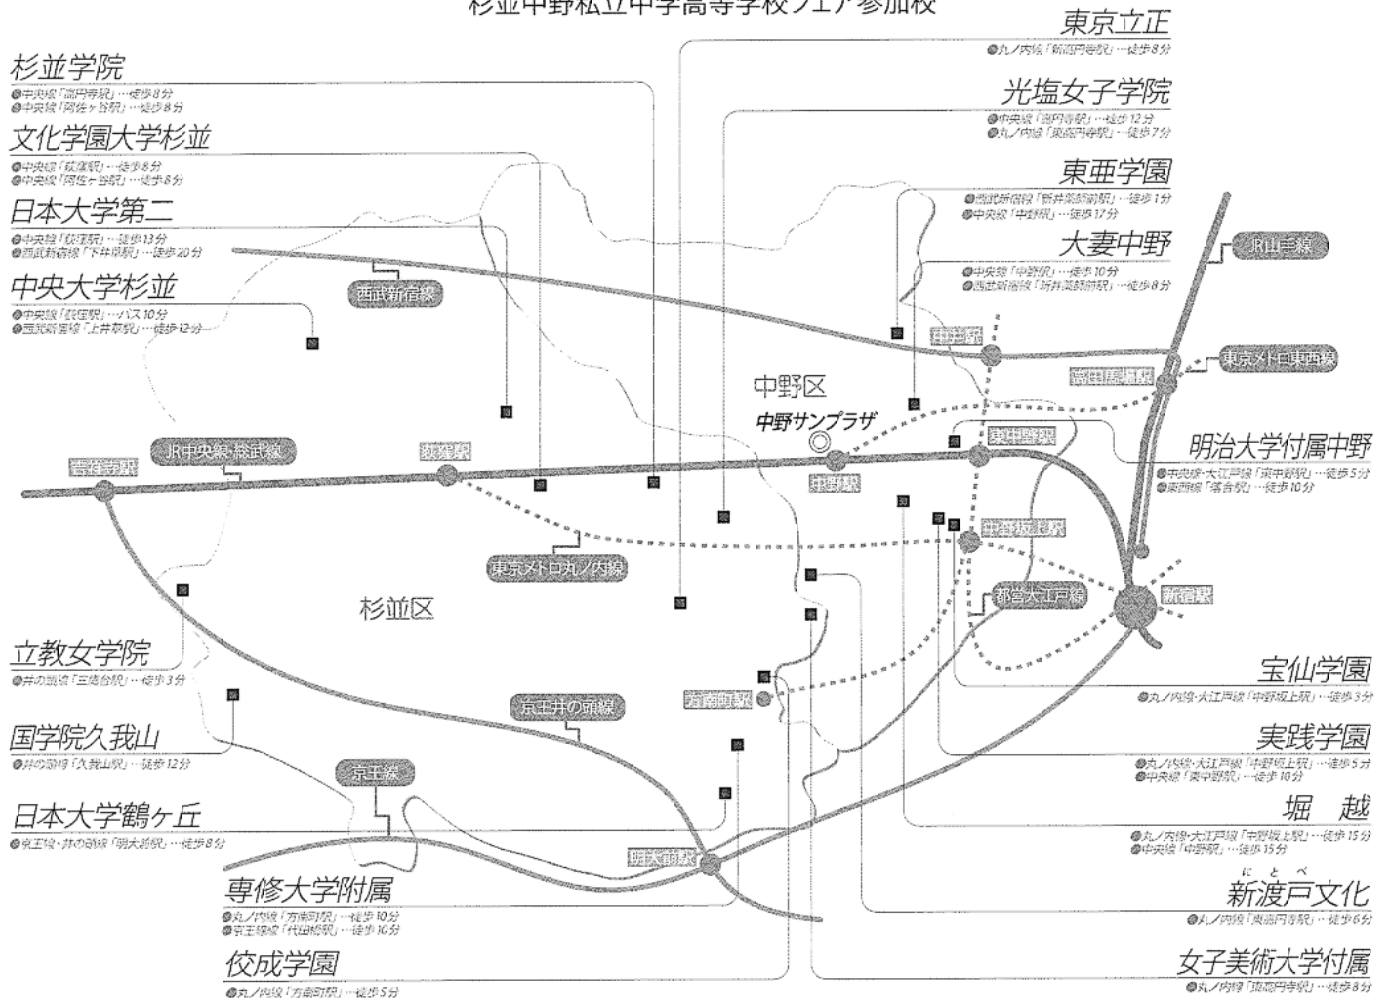 杉並中野私立中学高等学校フェア参加校
杉並学院
●中央線「高円寺駅」…徒歩8分
●中央線「阿佐ヶ谷駅」…徒歩8分
文化学園大学杉並
●中央線「荻窪駅」…徒歩8分
●中央線「阿佐ヶ谷駅」…徒歩8分
日本大学第二
●中央線「荻窪駅」…徒歩13分
●西武新宿線「下井草駅」…徒歩20分
中央大学杉並
●中央線「荻窪駅」…バス10分
●西武新宿線「上井草駅」…徒歩12分
東京立正
●丸ノ内線「新高円寺駅」…徒歩8分
光塩女子学院
●中央線「高円寺駅」…徒歩12分
●丸ノ内線「東高円寺駅」…徒歩7分
東亜学園
●西武新宿線「新井薬師前駅」…徒歩1分
●中央線「中野駅」…徒歩17分
大妻中野
●中央線「中野駅」…徒歩10分
●西武新宿線「新井薬師前駅」…徒歩8分
JR山手線
西武新宿線
中井駅
東京メトロ東西線
高田馬場駅
中野区
中野サンプラザ
JR中央線・総武線
吉祥寺駅
荻窪駅
中野駅
東中野駅
明治大学付属中野
●中央線・大江戸線「東中野駅」…徒歩5分
●東西線「落合駅」…徒歩10分
中野坂上駅
東京メトロ丸ノ内線
都営大江戸線
新宿駅
杉並区
立教女学院
●井の頭線「三鷹台駅」…徒歩3分
方南町駅
宝仙学園
●丸ノ内線・大江戸線「中野坂上駅」…徒歩3分
京王井の頭線
国学院久我山
●井の頭線「久我山駅」…徒歩12分
実践学園
●丸ノ内線・大江戸線「中野坂上駅」…徒歩5分
●中央線「東中野駅」…徒歩10分
京王線
日本大学鶴ヶ丘
●京王線・井の頭線「明大前駅」…徒歩8分
堀　越
●丸ノ内線・大江戸線「中野坂上駅」…徒歩15分
●中央線「中野駅」…徒歩15分
明大前駅
専修大学附属
●丸ノ内線「方南町駅」…徒歩10分
●京王線線「代田橋駅」…徒歩10分
にとべ
新渡戸文化
●丸ノ内線「東高円寺駅」…徒歩6分
佼成学園
●丸ノ内線「方南町駅」…徒歩5分
女子美術大学付属
●丸ノ内線「東高円寺駅」…徒歩8分